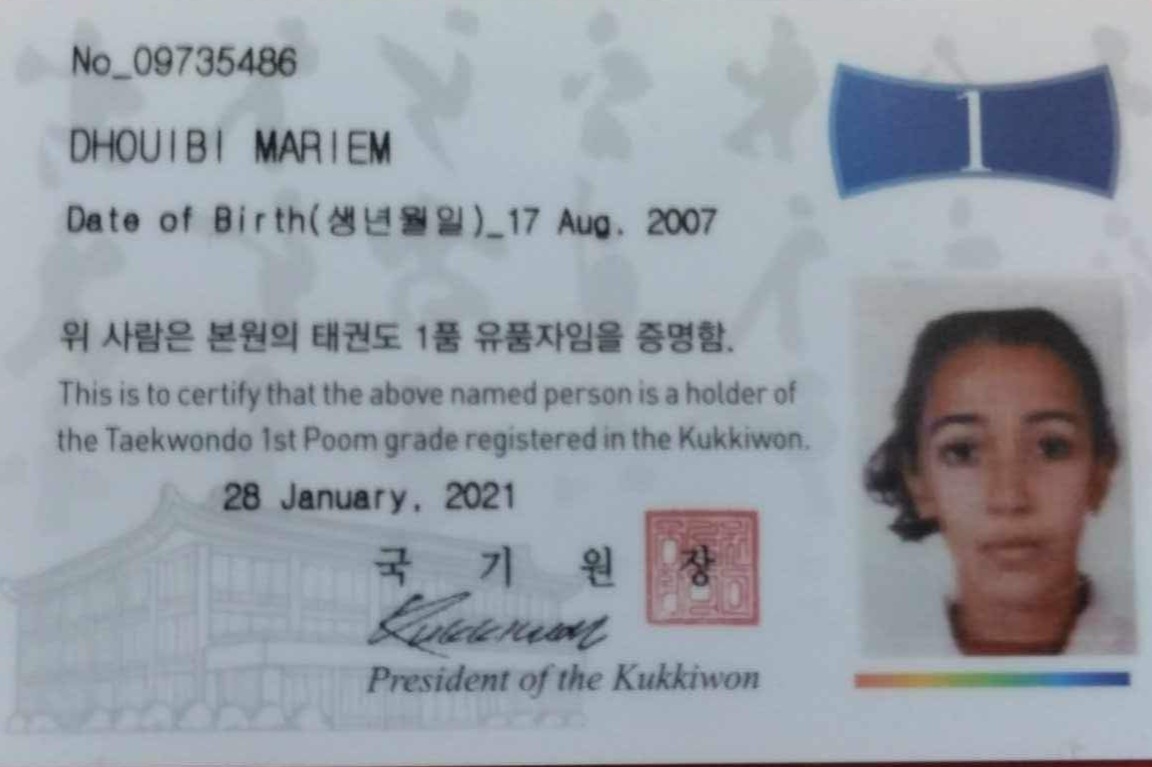 No_09735486
1
DHOUIBI MARIEM
Date of Birth(생년월일)_17 Aug. 2007
위 사람은 본원의 태권도 1품 유품자임을 증명함.
This is to certify that the above named person is a holder of
the Taekwondo 1st Poom grade registered in the Kukkiwon.
28 January, 2021
국 기 원 장
Kukkiwon
President of the Kukkiwon